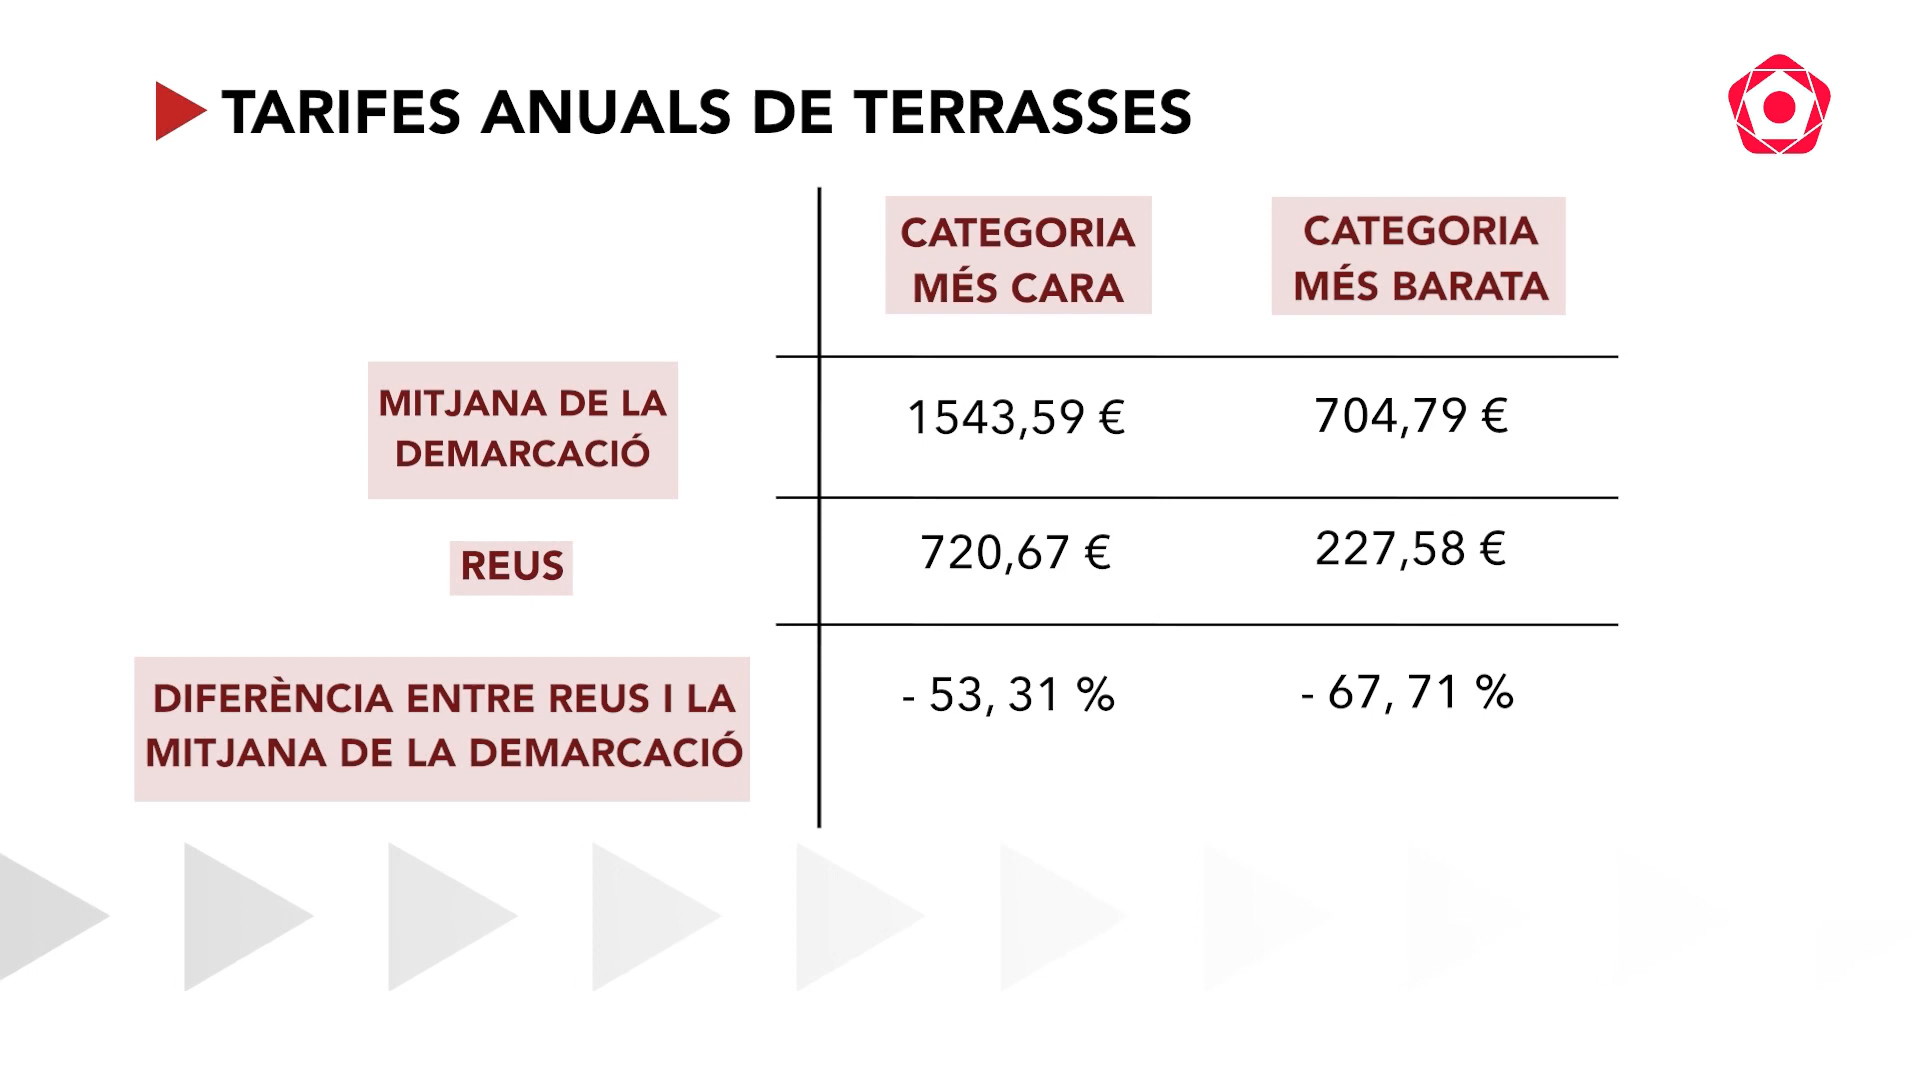 TARIFES ANUALS DE TERRASSES
CATEGORIA
MÉS CARA
CATEGORIA
MÉS BARATA
MITJANA DE LA
DEMARCACIÓ
1543,59 €
704,79 €
REUS
720,67 €
227,58 €
DIFERÈNCIA ENTRE REUS I LA
MITJANA DE LA DEMARCACIÓ
- 53, 31 %
- 67, 71 %